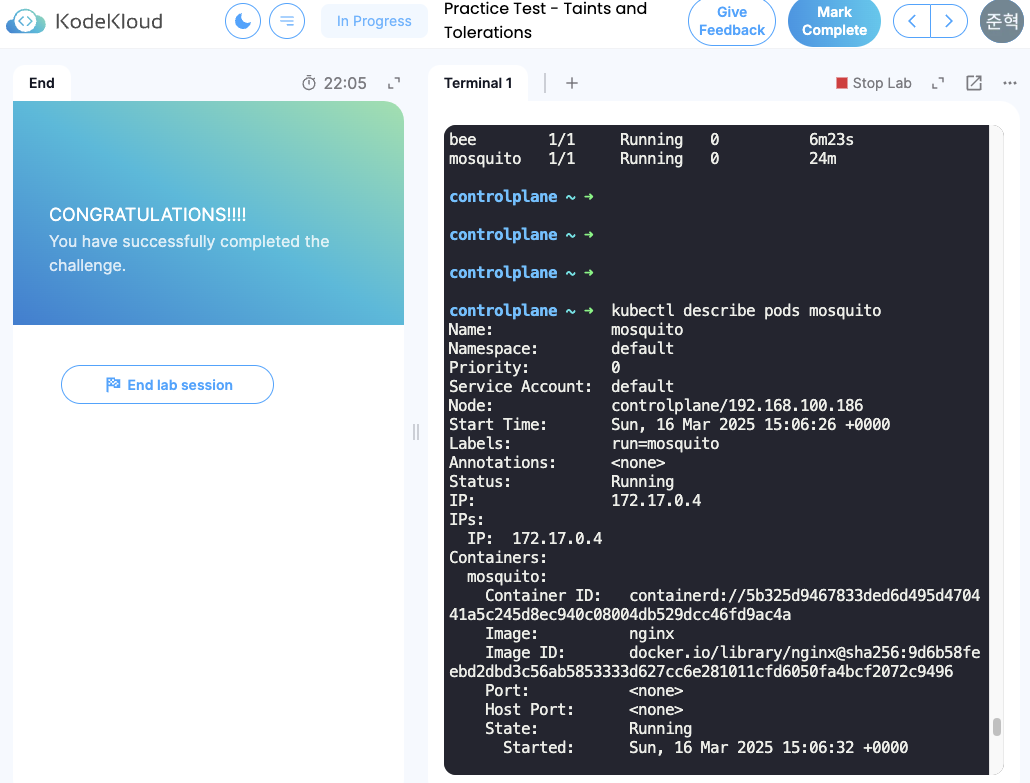 KodeKloud
In Progress
Practice Test - Taints and
Tolerations
Give
Feedback
Mark
Complete
준혁
End
22:05
Terminal 1
Stop Lab
CONGRATULATIONS!!!!
You have successfully completed the
challenge.
End lab session
bee 1/1 Running 0 6m23s
mosquito 1/1 Running 0 24m
controlplane ~ ➜
controlplane ~ ➜
controlplane ~ ➜
controlplane ~ ➜ kubectl describe pods mosquito
Name: mosquito
Namespace: default
Priority: 0
Service Account: default
Node: controlplane/192.168.100.186
Start Time: Sun, 16 Mar 2025 15:06:26 +0000
Labels: run=mosquito
Annotations: <none>
Status: Running
IP: 172.17.0.4
IPs:
IP: 172.17.0.4
Containers:
mosquito:
Container ID: containerd://5b325d9467833ded6d495d4704
41a5c245d8ec940c08004db529dcc46fd9ac4a
Image: nginx
Image ID: docker.io/library/nginx@sha256:9d6b58fe
ebd2dbd3c56ab5853333d627cc6e281011cfd6050fa4bcf2072c9496
Port: <none>
Host Port: <none>
State: Running
Started: Sun, 16 Mar 2025 15:06:32 +0000